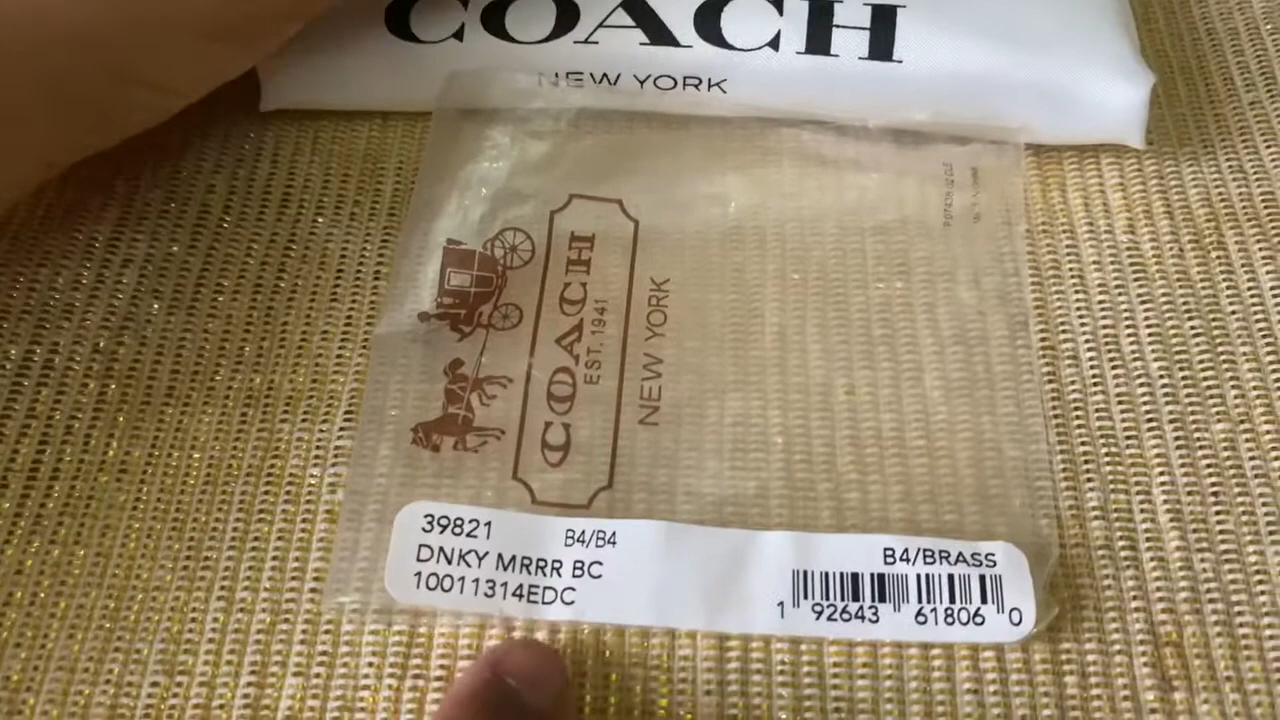 COACH
NEW YORK
COACH
EST. 1941
NEW YORK
39821 B4/B4 B4/BRASS
DNKY MRRR BC
10011314EDC
1 92643 61806 0